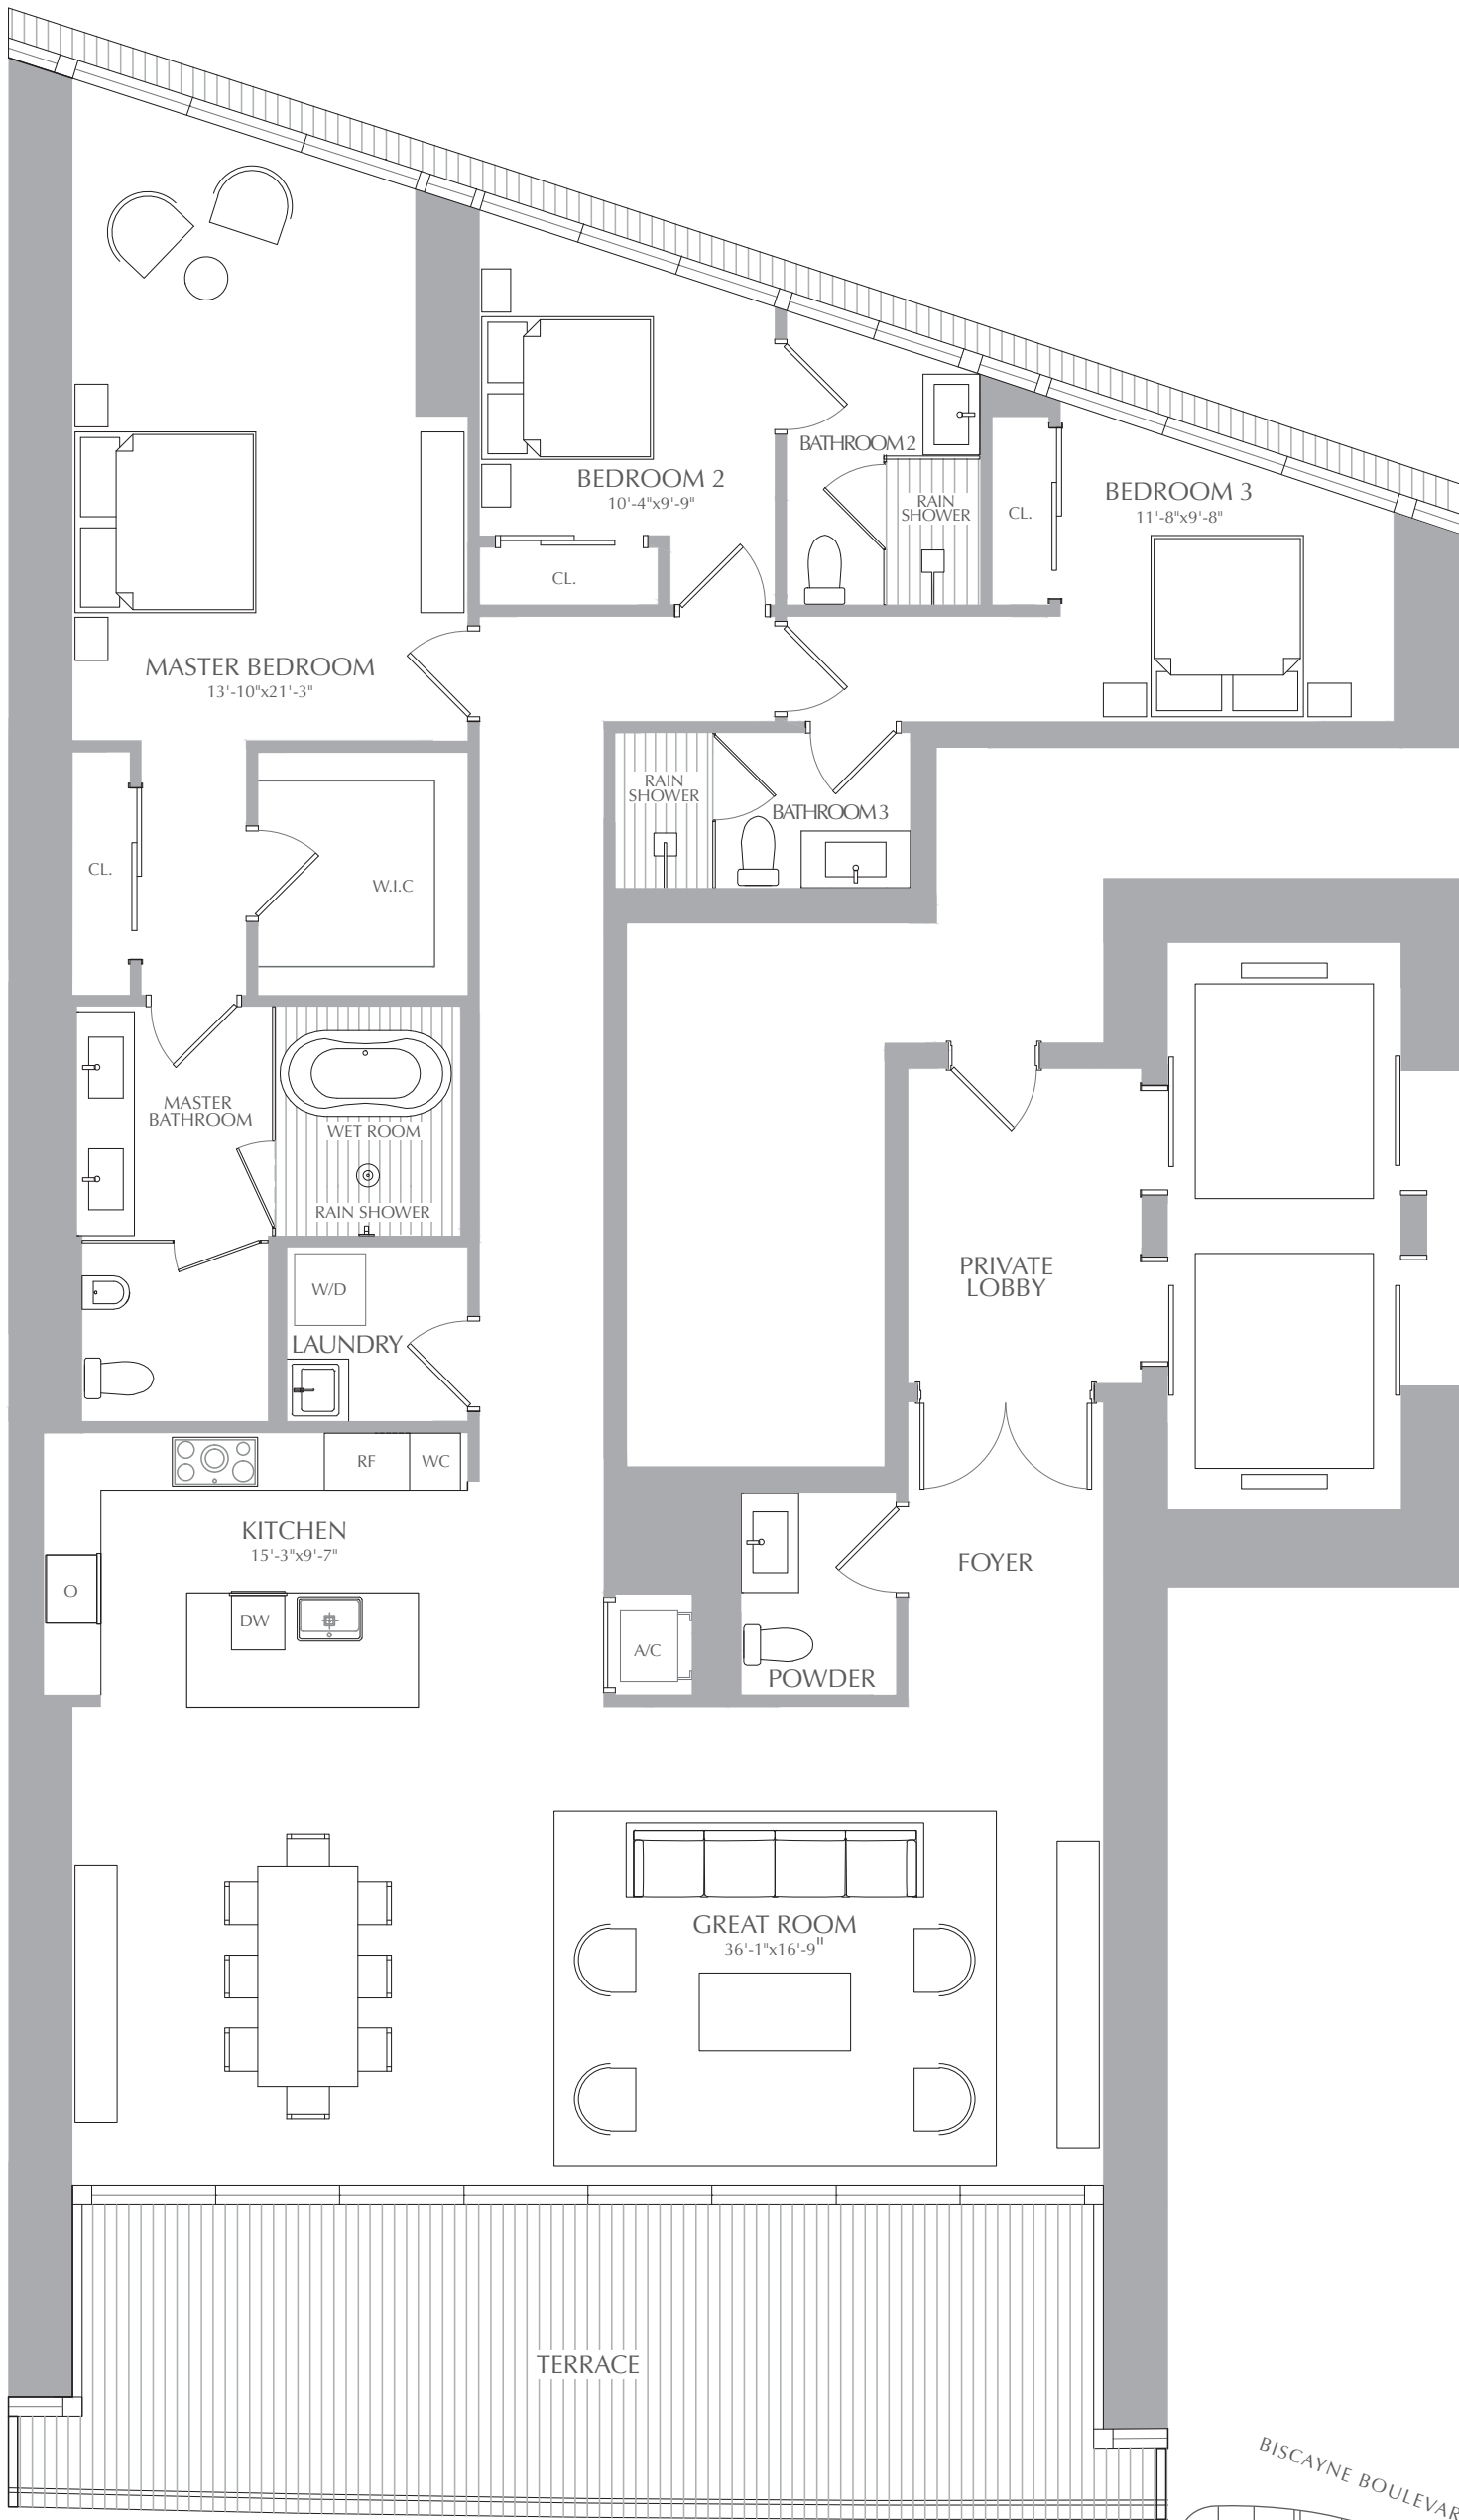 BATHROOM 2
BEDROOM 2
10'-4"x9'-9"
BEDROOM 3
11'-8"x9'-8"
RAIN
SHOWER
CL.
CL.
MASTER BEDROOM
13'-10"x21'-3"
RAIN
SHOWER
BATHROOM 3
CL.
W.I.C
MASTER
BATHROOM
WET ROOM
RAIN SHOWER
PRIVATE
LOBBY
W/D
LAUNDRY
RF
WC
KITCHEN
15'-3"x9'-7"
FOYER
O
DW
A/C
POWDER
GREAT ROOM
36'-1"x16'-9"
TERRACE
BISCAYNE BOULEVAR